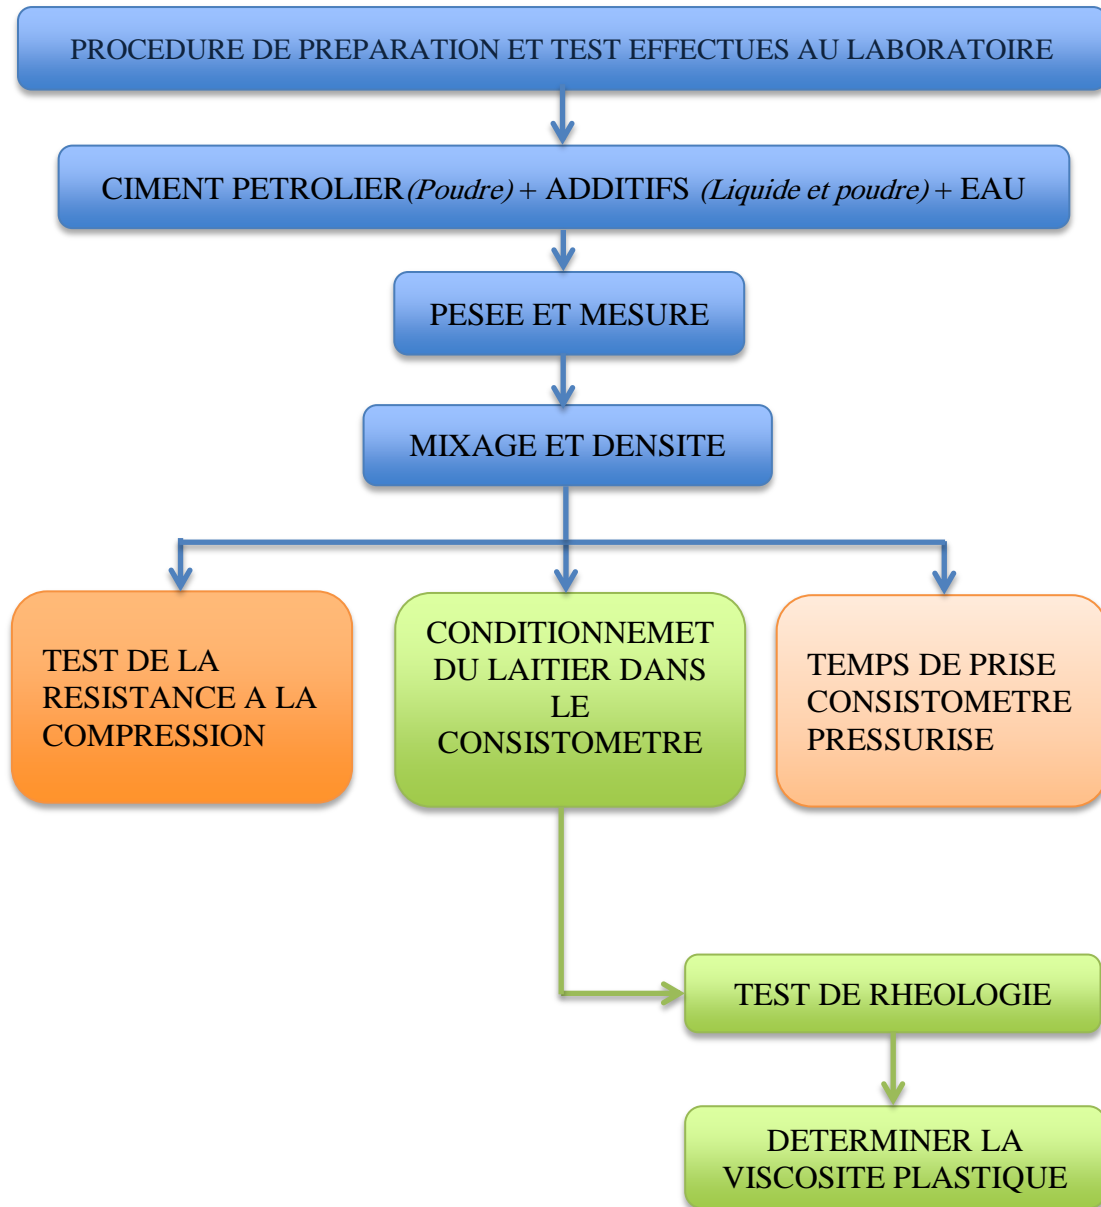 PROCEDURE DE PREPARATION ET TEST EFFECTUES AU LABORATOIRE
CIMENT PETROLIER(Poudre) + ADDITIFS (Liquide et poudre) + EAU
PESEE ET MESURE
MIXAGE ET DENSITE
TEST DE LA
RESISTANCE A LA
COMPRESSION
CONDITIONNEMET
DU LAITIER DANS
LE
CONSISTOMETRE
TEMPS DE PRISE
CONSISTOMETRE
PRESSURISE
TEST DE RHEOLOGIE
DETERMINER LA
VISCOSITE PLASTIQUE